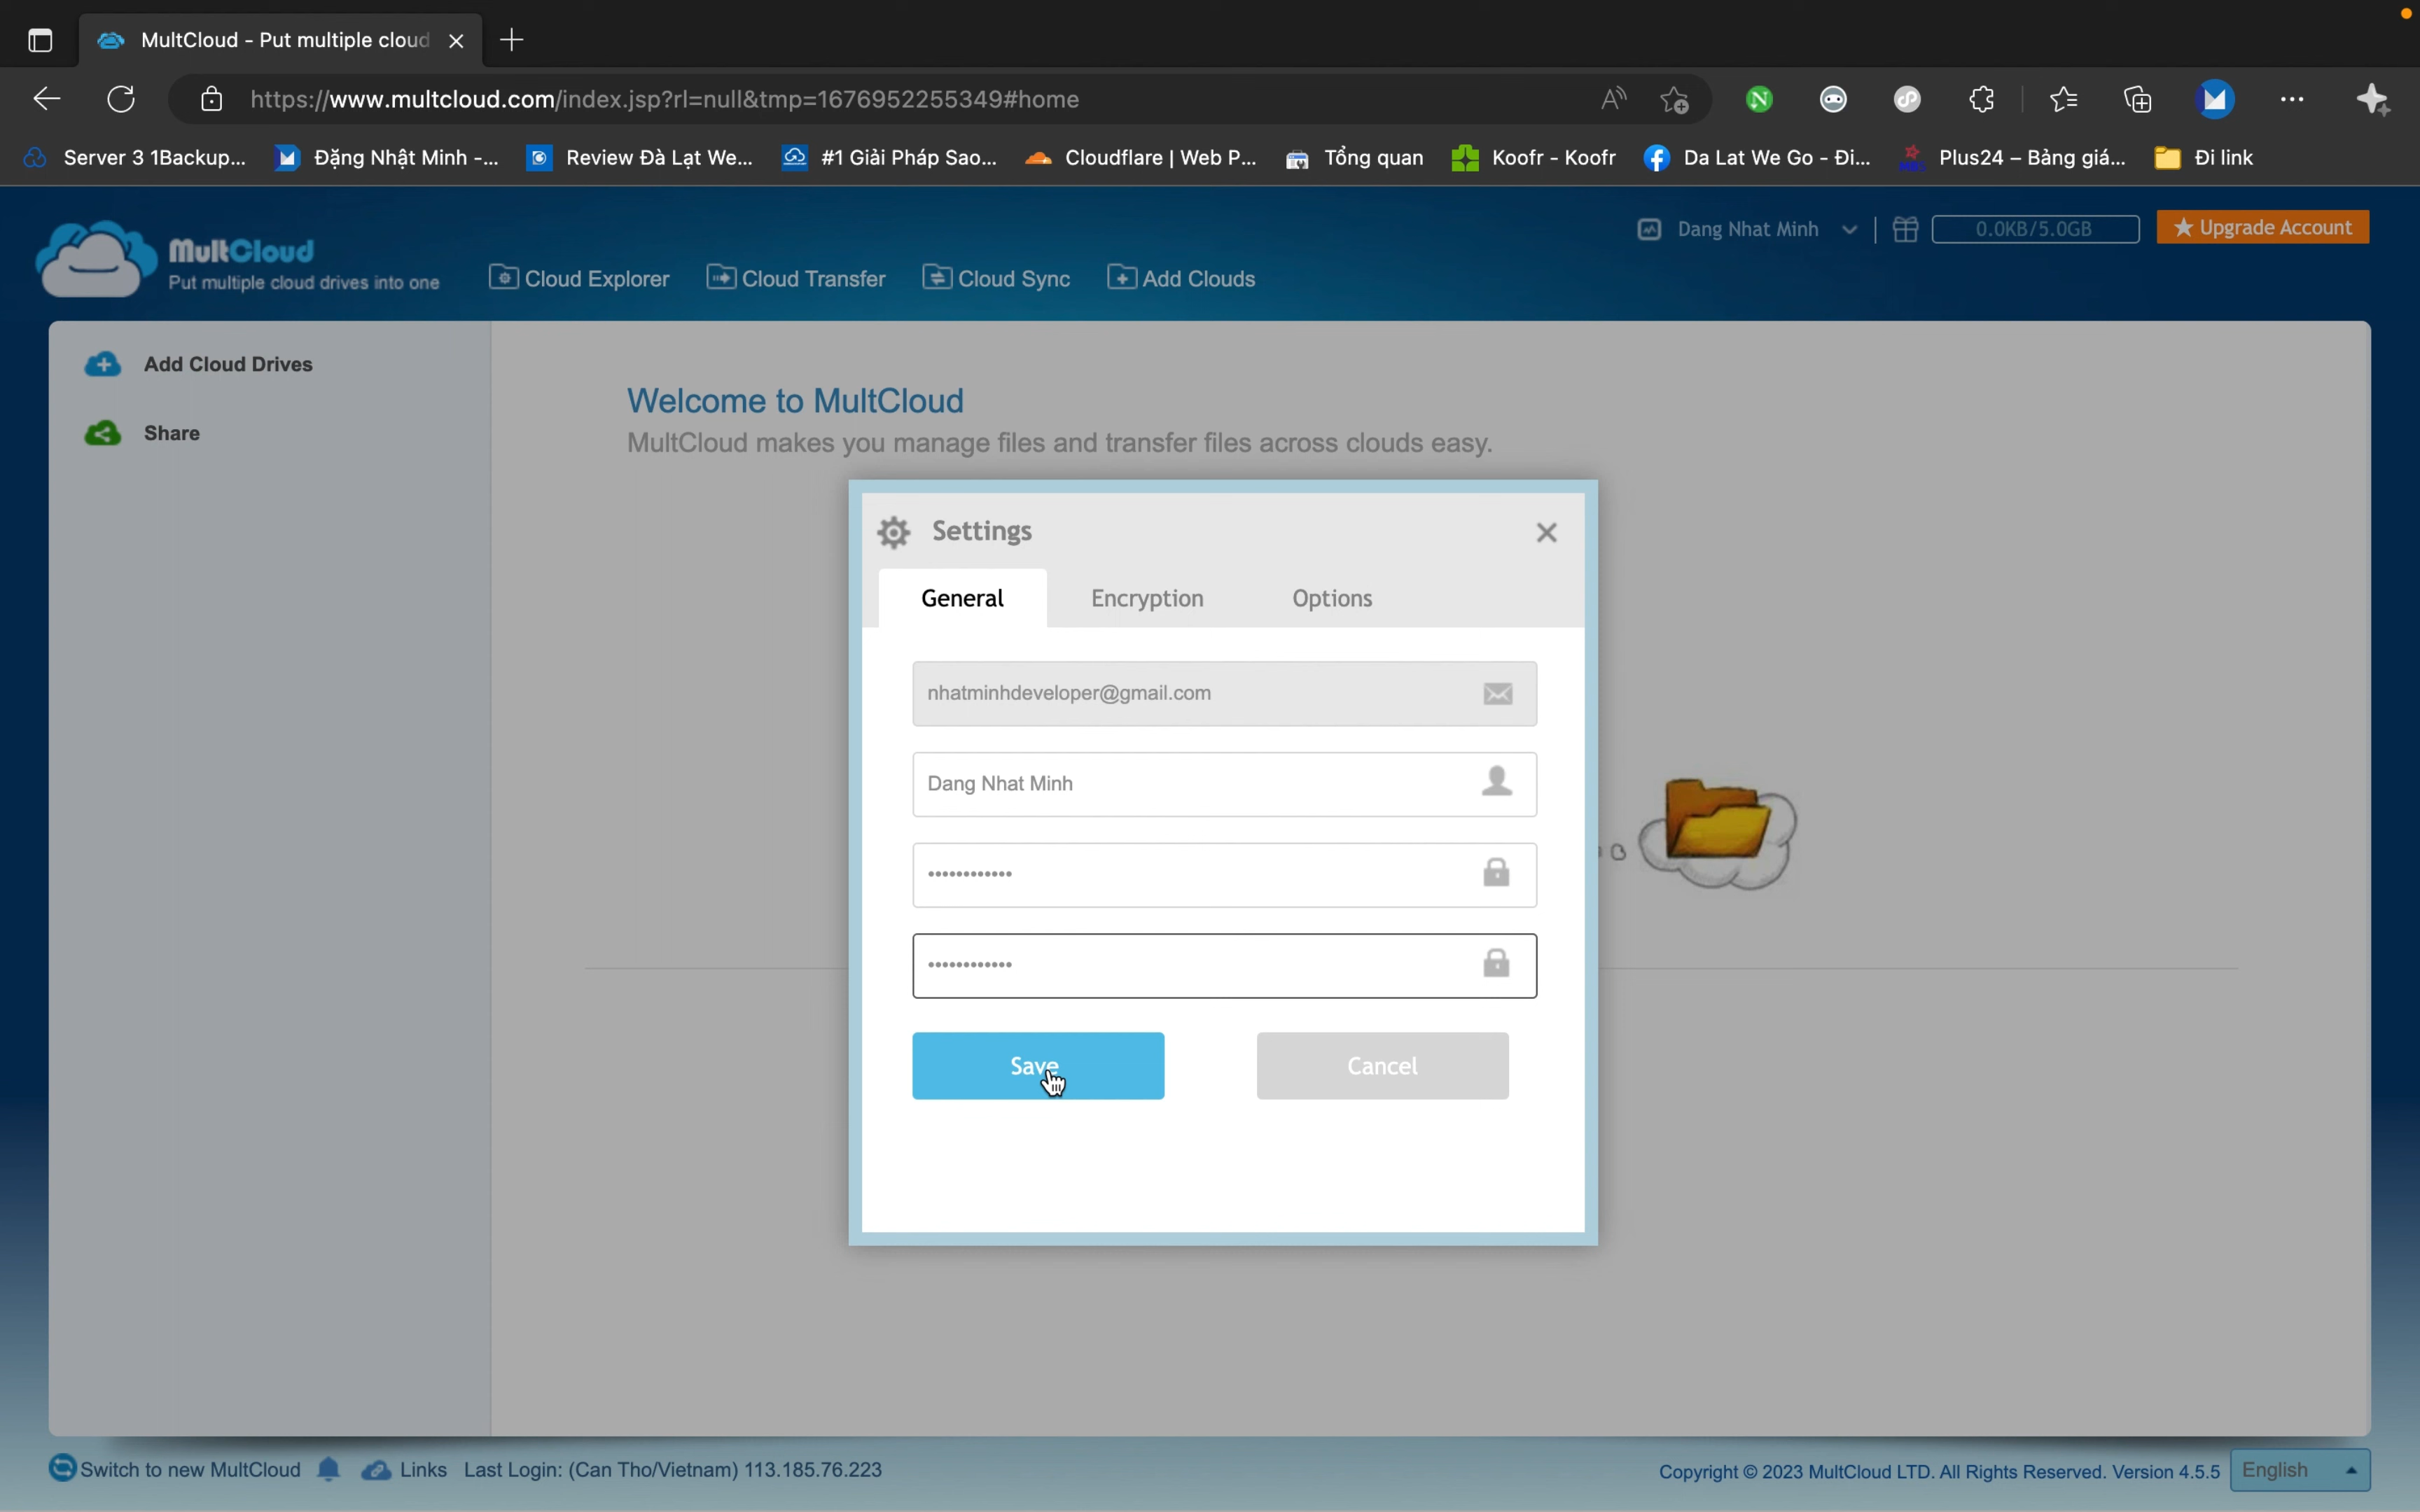 MultCloud - Put multiple cloud
https://www.multcloud.com/index.jsp?rl=null&tmp=1676952255349#home
Server 3 1Backup... Đặng Nhật Minh -... Review Đà Lạt We... #1 Giải Pháp Sao... Cloudflare | Web P... Tổng quan Koofr - Koofr Da Lat We Go - Đi... Plus24 – Bảng giá... Đi link
Dang Nhat Minh 0.0KB/5.0GB Upgrade Account
MultCloud
Put multiple cloud drives into one
Cloud Explorer Cloud Transfer Cloud Sync Add Clouds
Add Cloud Drives
Share
Welcome to MultCloud
MultCloud makes you manage files and transfer files across clouds easy.
Settings
General Encryption Options
nhatminhdeveloper@gmail.com
Dang Nhat Minh
••••••••••••
••••••••••••
Save Cancel
Switch to new MultCloud Links Last Login: (Can Tho/Vietnam) 113.185.76.223
Copyright © 2023 MultCloud LTD. All Rights Reserved. Version 4.5.5 English